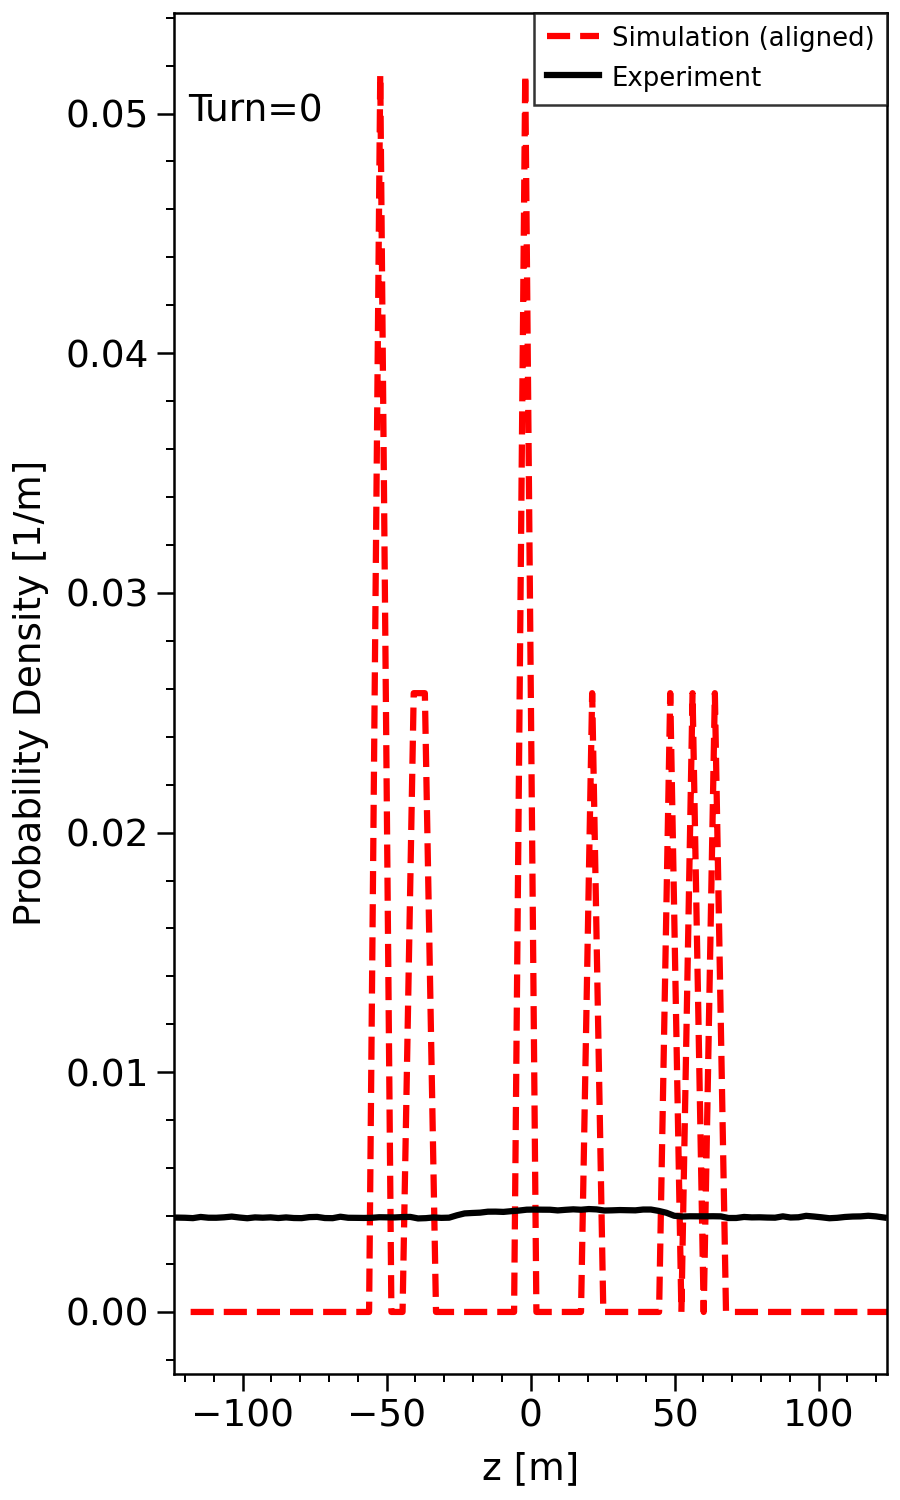 Simulation (aligned)
Experiment
Turn=0
0.05
0.04
0.03
0.02
0.01
0.00
Probability Density [1/m]
−100
−50
0
50
100
z [m]